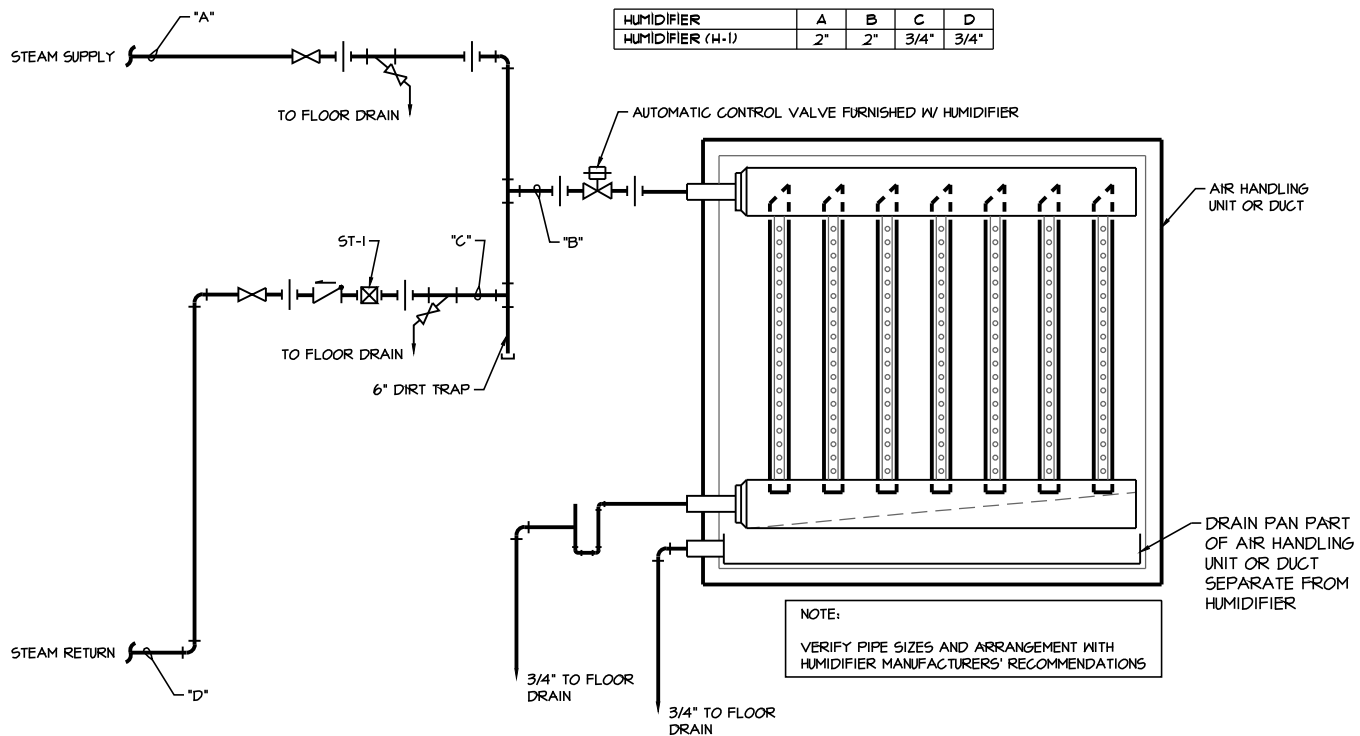 HUMIDIFIER A B C D
HUMIDIFIER (H-1) 2" 2" 3/4" 3/4"
"A"
STEAM SUPPLY
TO FLOOR DRAIN
AUTOMATIC CONTROL VALVE FURNISHED W/ HUMIDIFIER
AIR HANDLING
UNIT OR DUCT
"B"
ST-1
"C"
TO FLOOR DRAIN
6" DIRT TRAP
DRAIN PAN PART
OF AIR HANDLING
UNIT OR DUCT
SEPARATE FROM
HUMIDIFIER
NOTE:
VERIFY PIPE SIZES AND ARRANGEMENT WITH
HUMIDIFIER MANUFACTURERS' RECOMMENDATIONS
STEAM RETURN
"D"
3/4" TO FLOOR
DRAIN
3/4" TO FLOOR
DRAIN